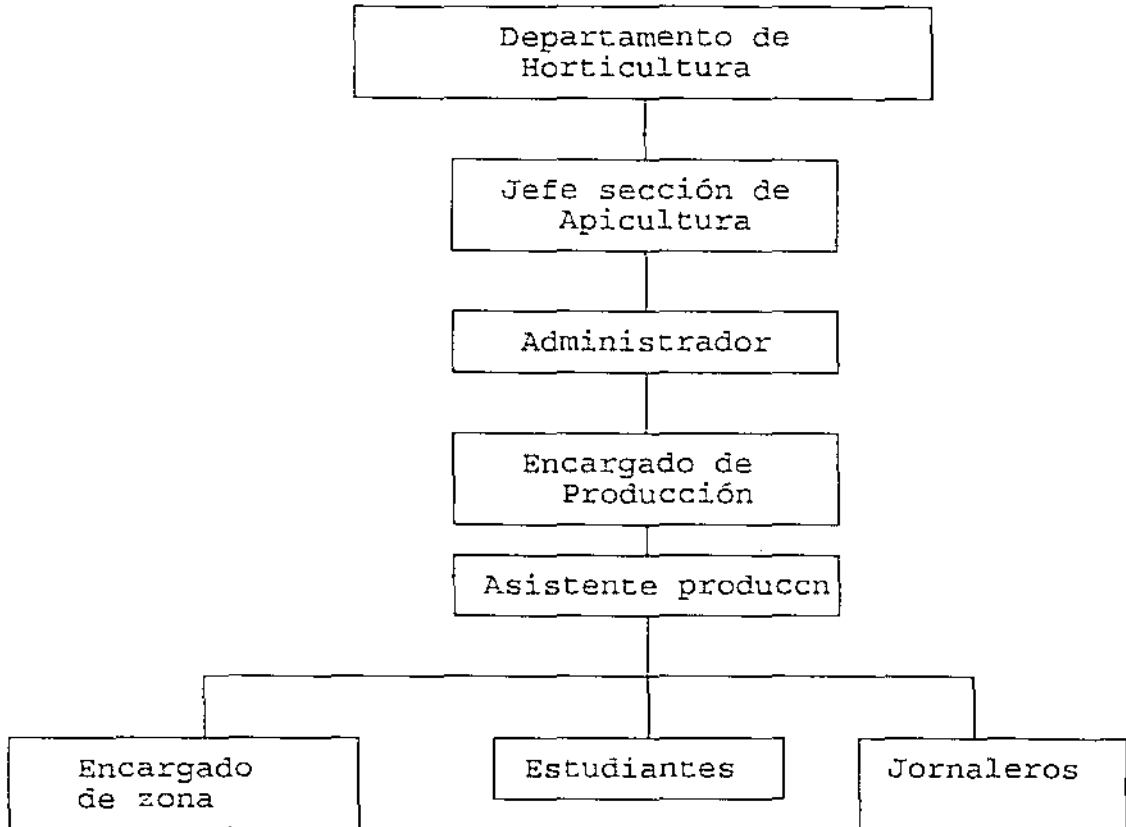 Departamento de
Horticultura
Jefe sección de
Apicultura
Administrador
Encargado de
Producción
Asistente produccn
Encargado
de zona
Estudiantes
Jornaleros